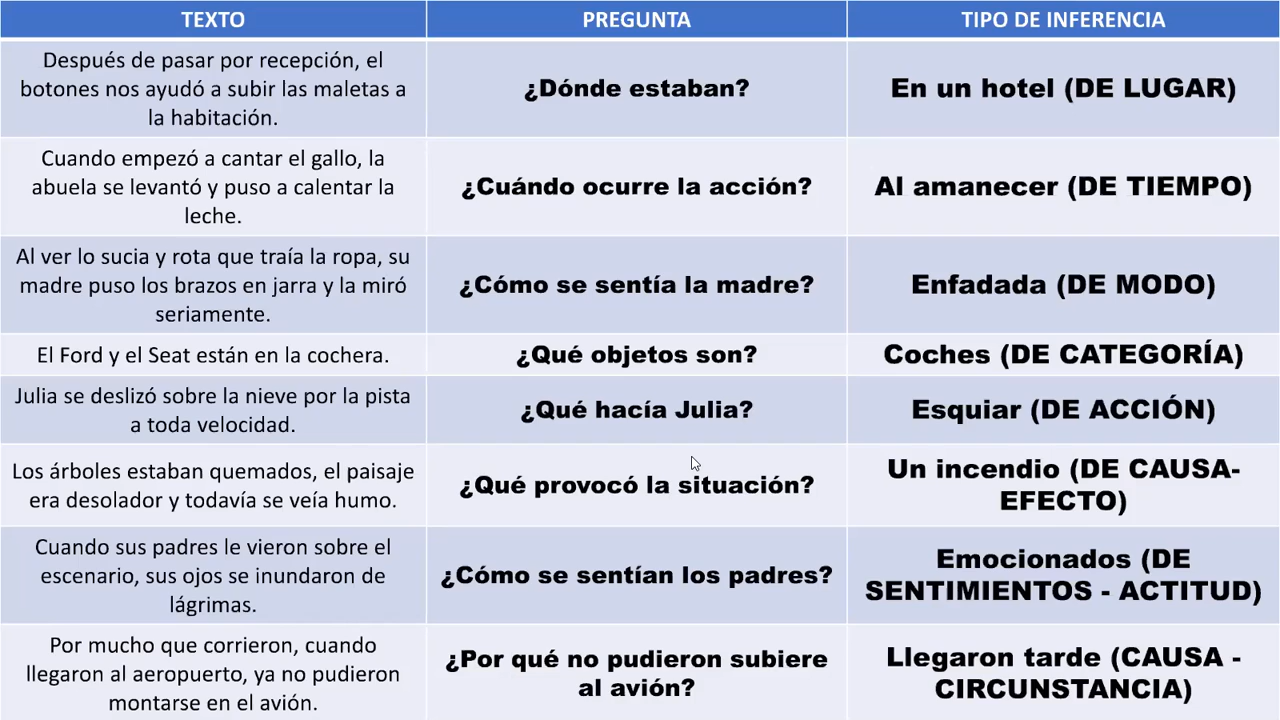 TEXTO
PREGUNTA
TIPO DE INFERENCIA
Después de pasar por recepción, el
botones nos ayudó a subir las maletas a
la habitación.
¿Dónde estaban?
En un hotel (DE LUGAR)
Cuando empezó a cantar el gallo, la
abuela se levantó y puso a calentar la
leche.
¿Cuándo ocurre la acción?
Al amanecer (DE TIEMPO)
Al ver lo sucia y rota que traía la ropa, su
madre puso los brazos en jarra y la miró
seriamente.
¿Cómo se sentía la madre?
Enfadada (DE MODO)
El Ford y el Seat están en la cochera.
¿Qué objetos son?
Coches (DE CATEGORÍA)
Julia se deslizó sobre la nieve por la pista
a toda velocidad.
¿Qué hacía Julia?
Esquiar (DE ACCIÓN)
Los árboles estaban quemados, el paisaje
era desolador y todavía se veía humo.
¿Qué provocó la situación?
Un incendio (DE CAUSA-
EFECTO)
Cuando sus padres le vieron sobre el
escenario, sus ojos se inundaron de
lágrimas.
¿Cómo se sentían los padres?
Emocionados (DE
SENTIMIENTOS - ACTITUD)
Por mucho que corrieron, cuando
llegaron al aeropuerto, ya no pudieron
montarse en el avión.
¿Por qué no pudieron subiere
al avión?
Llegaron tarde (CAUSA -
CIRCUNSTANCIA)